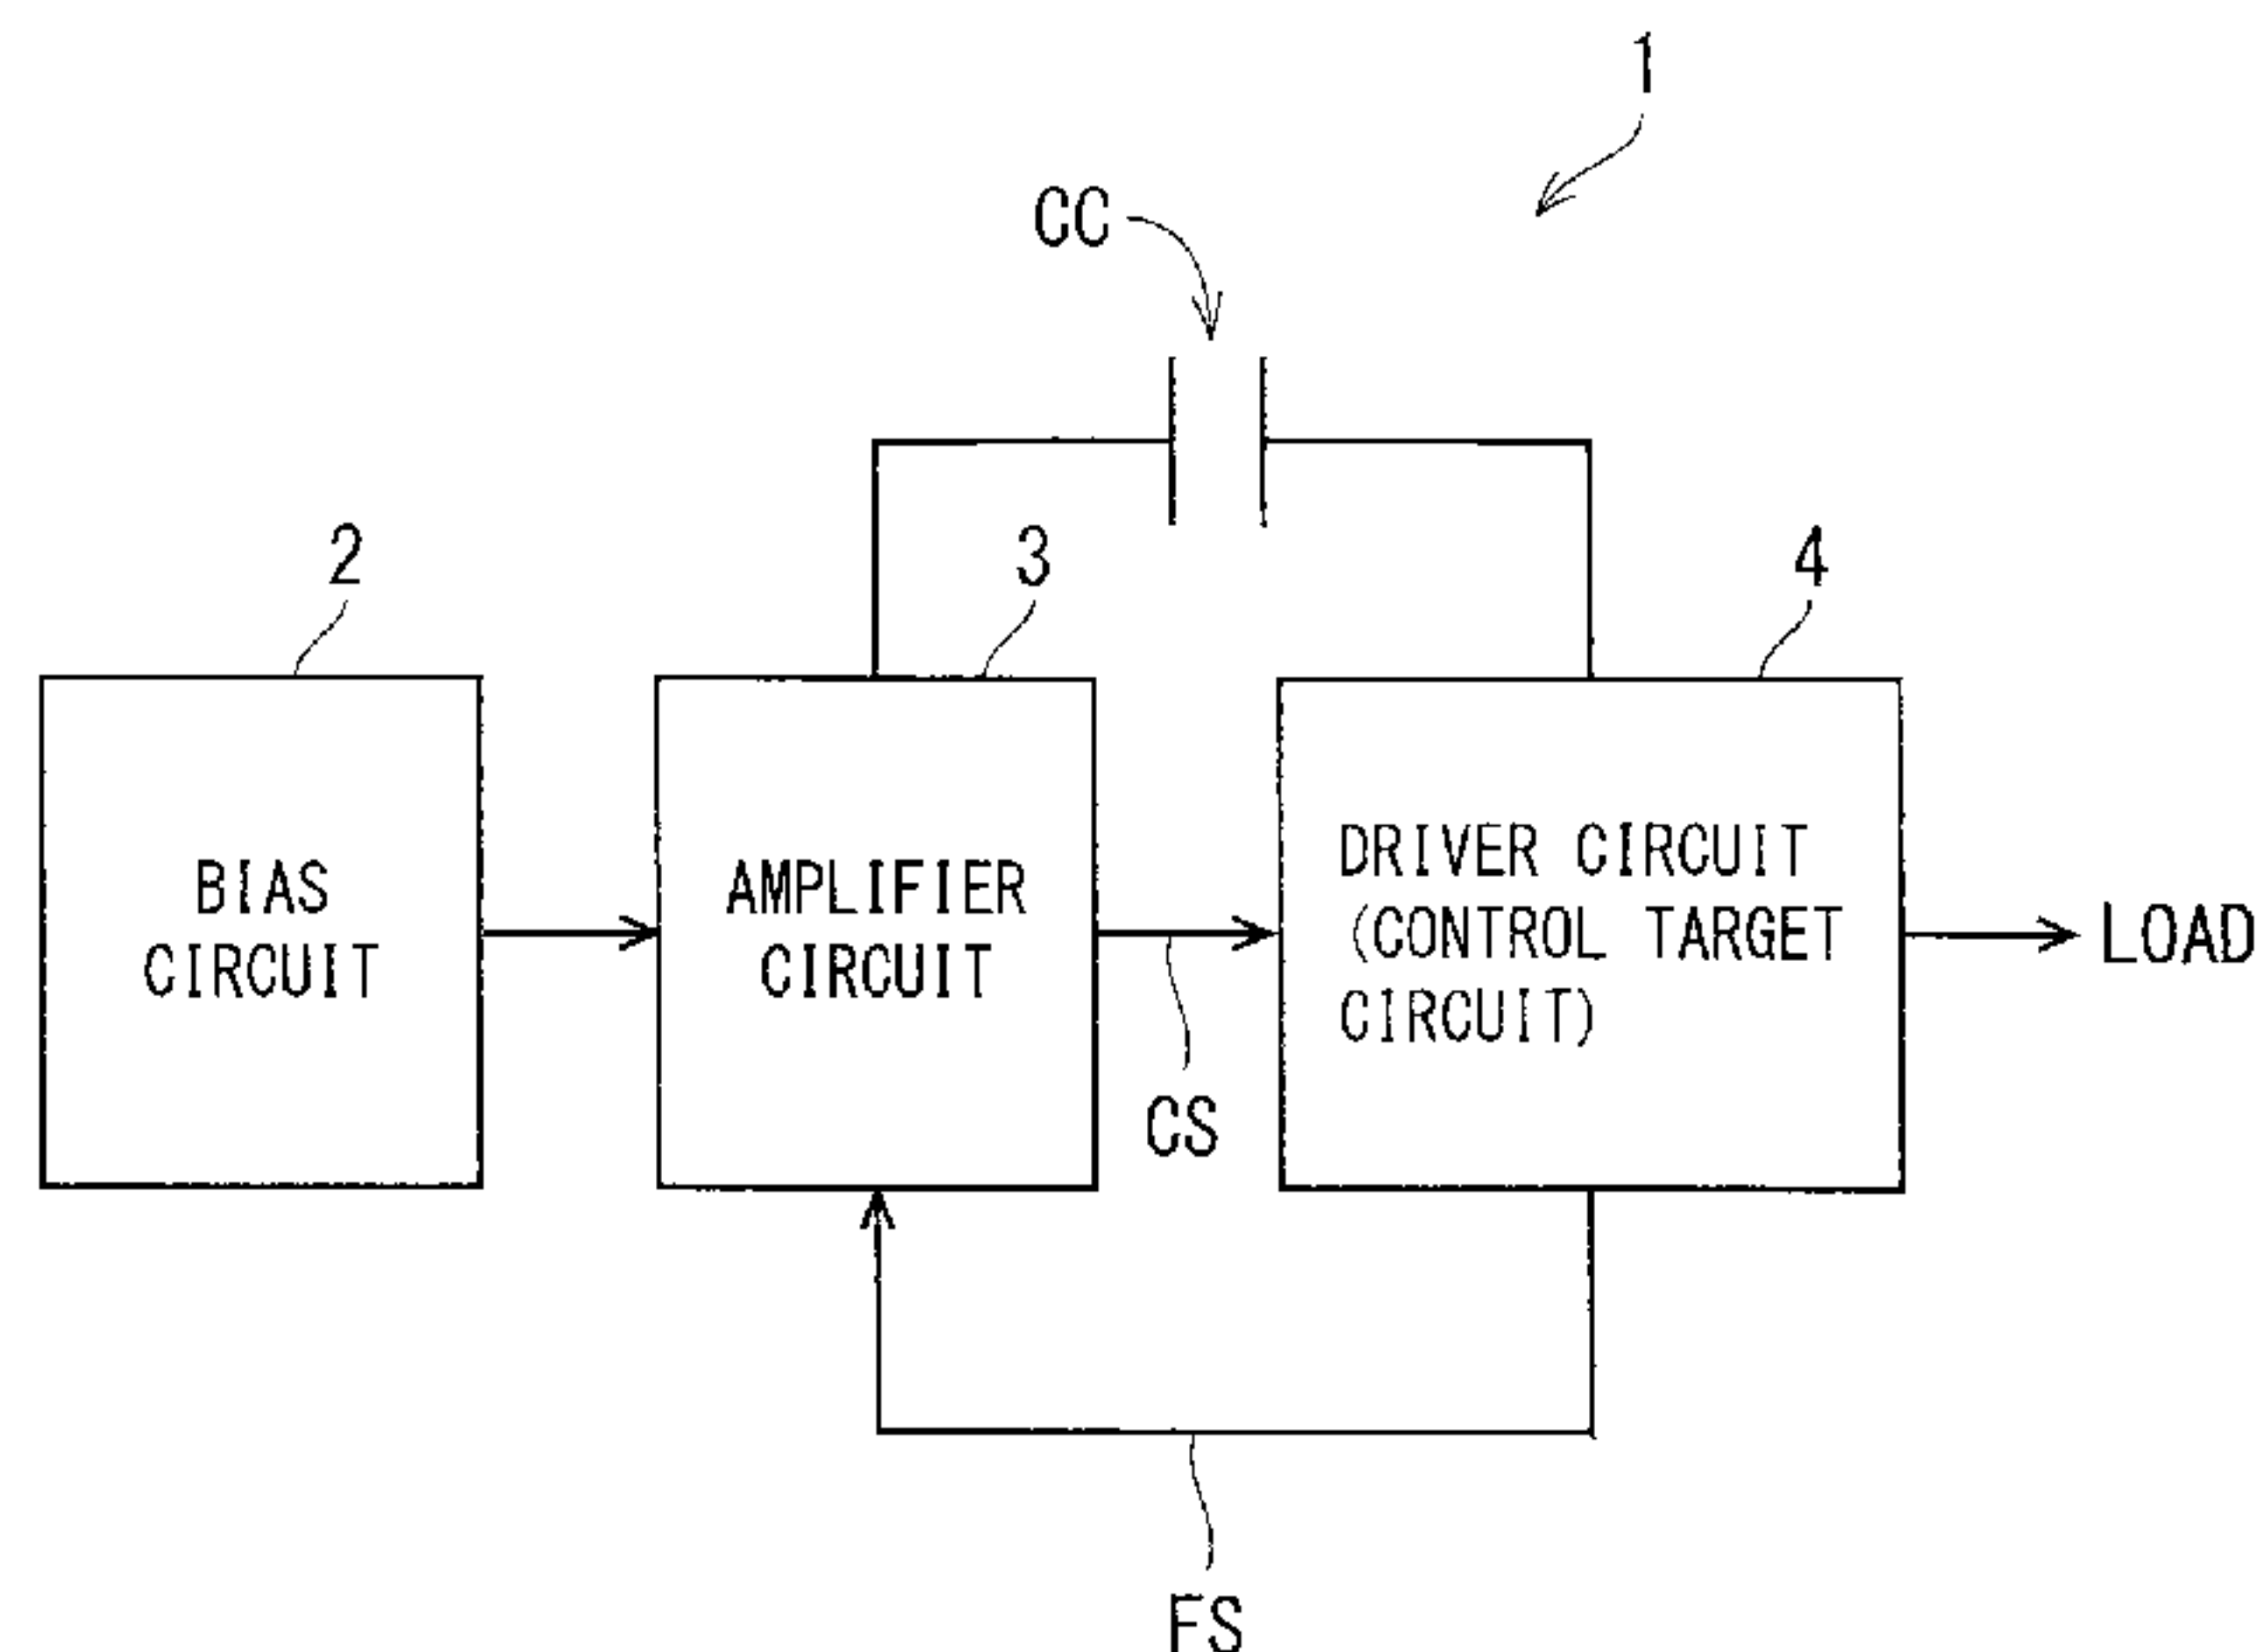 1
CC
2
3
4
BIAS
CIRCUIT
AMPLIFIER
CIRCUIT
DRIVER CIRCUIT
(CONTROL TARGET
CIRCUIT)
LOAD
CS
FS